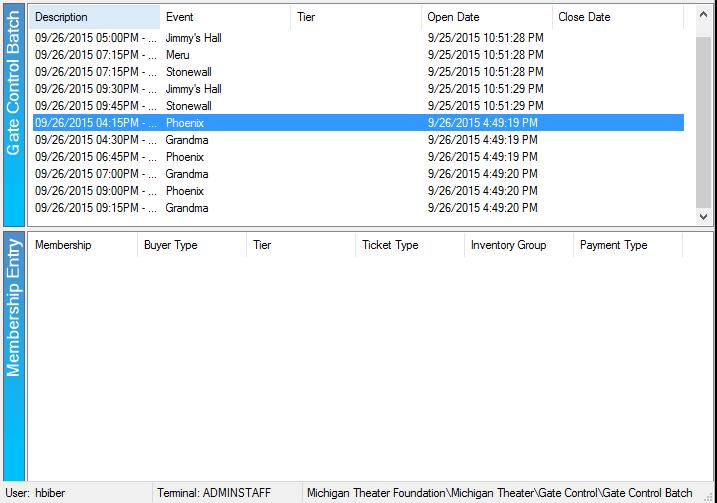 Gate Control Batch
Description Event Tier Open Date Close Date
09/26/2015 05:00PM - ... Jimmy's Hall 9/25/2015 10:51:28 PM
09/26/2015 07:15PM - ... Meru 9/25/2015 10:51:28 PM
09/26/2015 07:15PM - ... Stonewall 9/25/2015 10:51:28 PM
09/26/2015 09:30PM - ... Jimmy's Hall 9/25/2015 10:51:29 PM
09/26/2015 09:45PM - ... Stonewall 9/25/2015 10:51:29 PM
09/26/2015 04:15PM - ... Phoenix 9/26/2015 4:49:19 PM
09/26/2015 04:30PM - ... Grandma 9/26/2015 4:49:19 PM
09/26/2015 06:45PM - ... Phoenix 9/26/2015 4:49:19 PM
09/26/2015 07:00PM - ... Grandma 9/26/2015 4:49:20 PM
09/26/2015 09:00PM - ... Phoenix 9/26/2015 4:49:20 PM
09/26/2015 09:15PM - ... Grandma 9/26/2015 4:49:20 PM
Membership Entry
Membership Buyer Type Tier Ticket Type Inventory Group Payment Type
User: hbiber Terminal: ADMINSTAFF Michigan Theater Foundation\Michigan Theater\Gate Control\Gate Control Batch